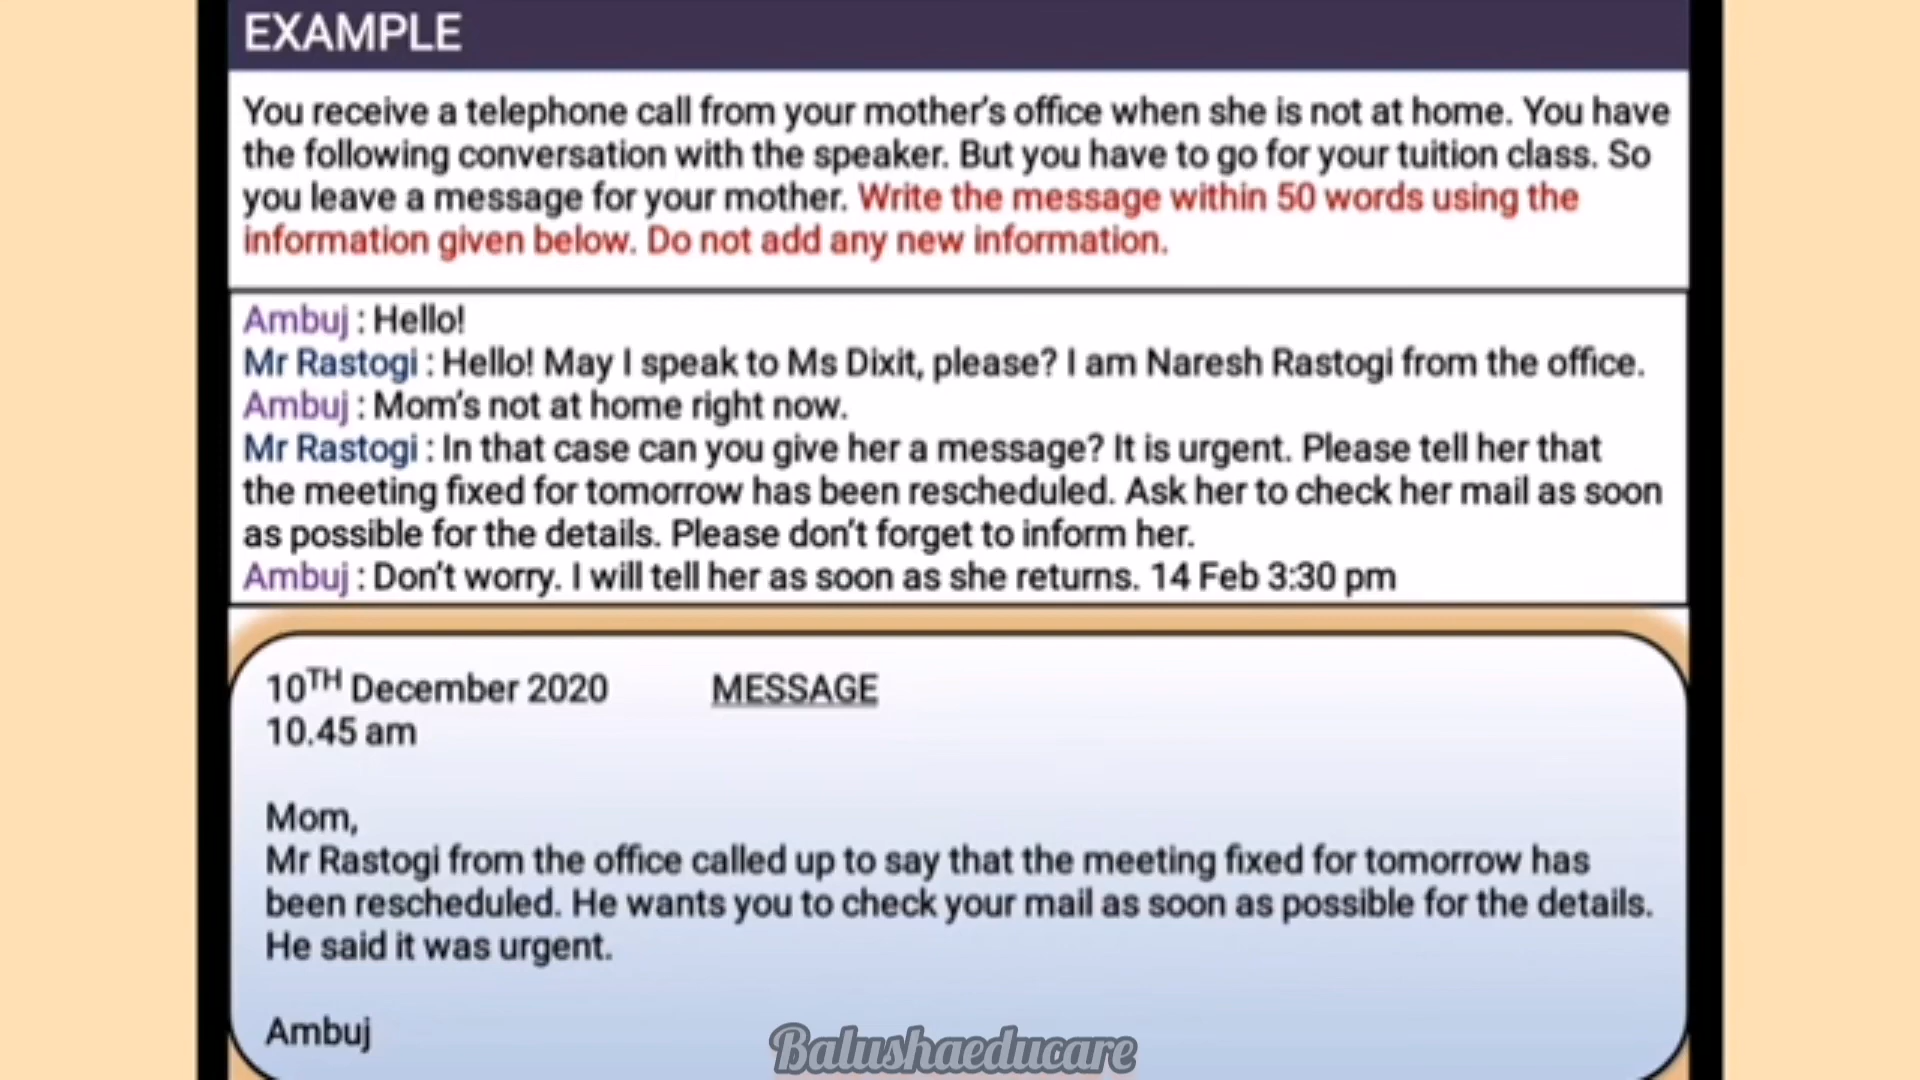 EXAMPLE
You receive a telephone call from your mother's office when she is not at home. You have
the following conversation with the speaker. But you have to go for your tuition class. So
you leave a message for your mother. Write the message within 50 words using the
information given below. Do not add any new information.
Ambuj : Hello!
Mr Rastogi : Hello! May I speak to Ms Dixit, please? I am Naresh Rastogi from the office.
Ambuj : Mom's not at home right now.
Mr Rastogi : In that case can you give her a message? It is urgent. Please tell her that
the meeting fixed for tomorrow has been rescheduled. Ask her to check her mail as soon
as possible for the details. Please don't forget to inform her.
Ambuj : Don't worry. I will tell her as soon as she returns. 14 Feb 3:30 pm
10TH December 2020 MESSAGE
10.45 am
Mom,
Mr Rastogi from the office called up to say that the meeting fixed for tomorrow has
been rescheduled. He wants you to check your mail as soon as possible for the details.
He said it was urgent.
Ambuj
Balushaeducare